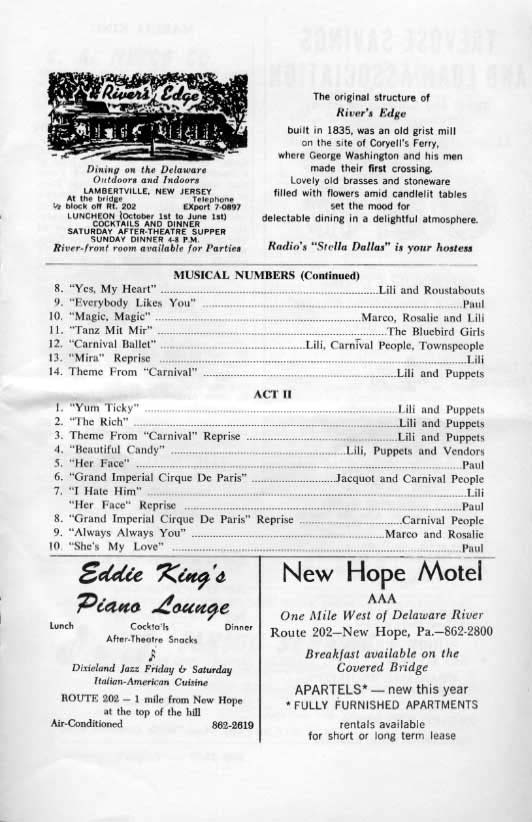 River's Edge
Dining on the Delaware
Outdoors and Indoors
LAMBERTVILLE, NEW JERSEY
At the bridge Telephone
½ block off Rt. 202 EXport 7-0897
LUNCHEON (October 1st to June 1st)
COCKTAILS AND DINNER
SATURDAY AFTER-THEATRE SUPPER
SUNDAY DINNER 4-8 P.M.
River-front room available for Parties
The original structure of
River's Edge
built in 1835, was an old grist mill
on the site of Coryell's Ferry,
where George Washington and his men
made their first crossing.
Lovely old brasses and stoneware
filled with flowers amid candlelit tables
set the mood for
delectable dining in a delightful atmosphere.
Radio's "Stella Dallas" is your hostess
MUSICAL NUMBERS (Continued)
8. "Yes, My Heart" Lili and Roustabouts
9. "Everybody Likes You" Paul
10. "Magic, Magic" Marco, Rosalie and Lili
11. "Tanz Mit Mir" The Bluebird Girls
12. "Carnival Ballet" Lili, Carnival People, Townspeople
13. "Mira" Reprise Lili
14. Theme From "Carnival" Lili and Puppets
ACT II
1. "Yum Ticky" Lili and Puppets
2. "The Rich" Lili and Puppets
3. Theme From "Carnival" Reprise Lili and Puppets
4. "Beautiful Candy" Lili, Puppets and Vendors
5. "Her Face" Paul
6. "Grand Imperial Cirque De Paris" Jacquot and Carnival People
7. "I Hate Him" Lili
"Her Face" Reprise Paul
8. "Grand Imperial Cirque De Paris" Reprise Carnival People
9. "Always Always You" Marco and Rosalie
10. "She's My Love" Paul
Eddie King's
Piano Lounge
Lunch Cockta'ls Dinner
After-Theatre Snacks
Dixieland Jazz Friday & Saturday
Italian-American Cuisine
ROUTE 202 — 1 mile from New Hope
at the top of the hill
Air-Conditioned 862-2619
New Hope Motel
AAA
One Mile West of Delaware River
Route 202—New Hope, Pa.—862-2800
Breakfast available on the
Covered Bridge
APARTELS* — new this year
* FULLY FURNISHED APARTMENTS
rentals available
for short or long term lease